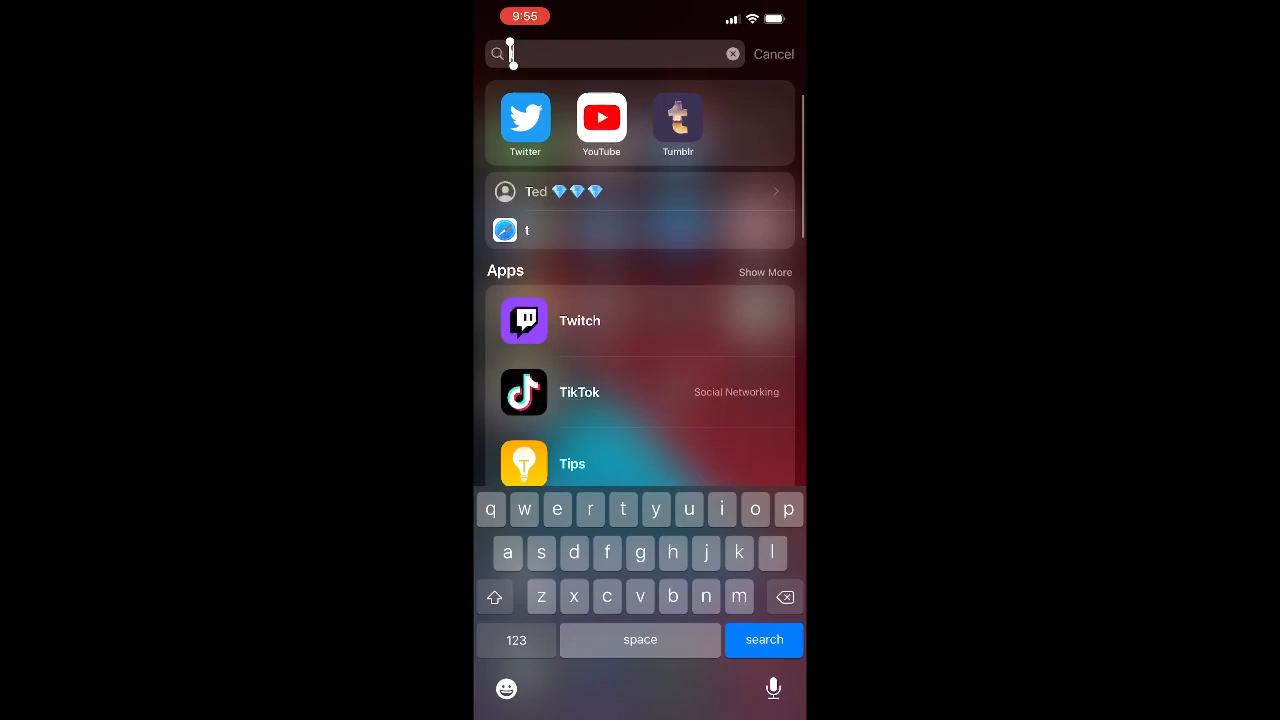 9:55
Cancel
Twitter YouTube Tumblr
Ted 💎💎💎
t
Apps Show More
Twitch
TikTok Social Networking
Tips
q w e r t y u i o p
a s d f g h j k l
z x c v b n m
123 space search